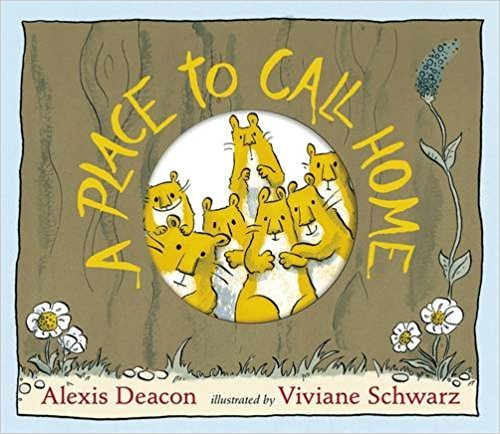 A PLACE TO CALL HOME
Alexis Deacon illustrated by Viviane Schwarz